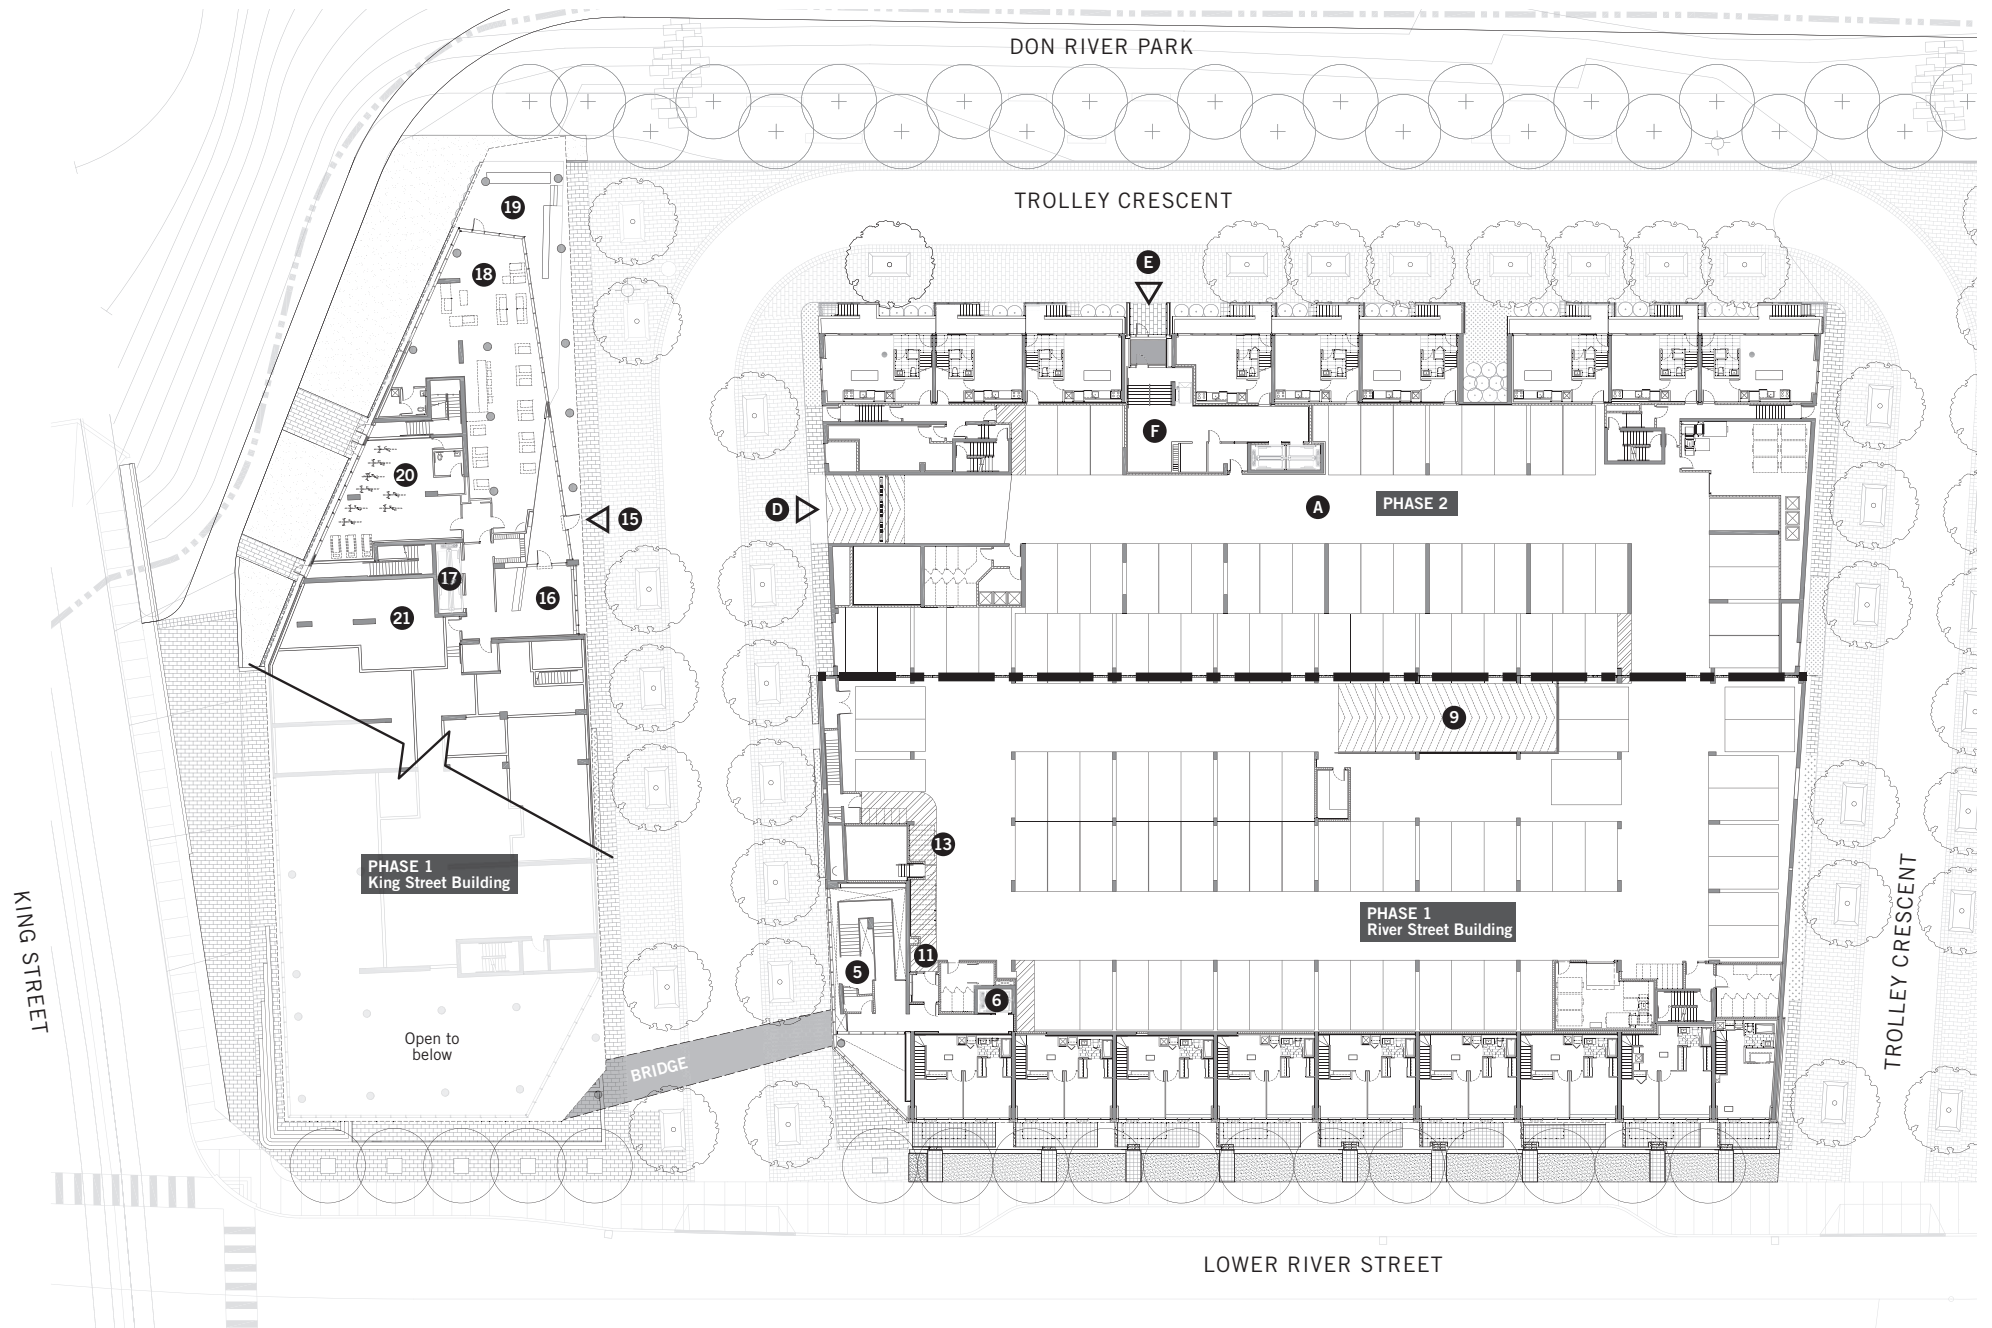 DON RIVER PARK
TROLLEY CRESCENT
19
18
E
F
20
15
D
A
PHASE 2
17
16
21
9
13
PHASE 1
King Street Building
PHASE 1
River Street Building
KING STREET
TROLLEY CRESCENT
11
5
6
Open to
below
BRIDGE
LOWER RIVER STREET